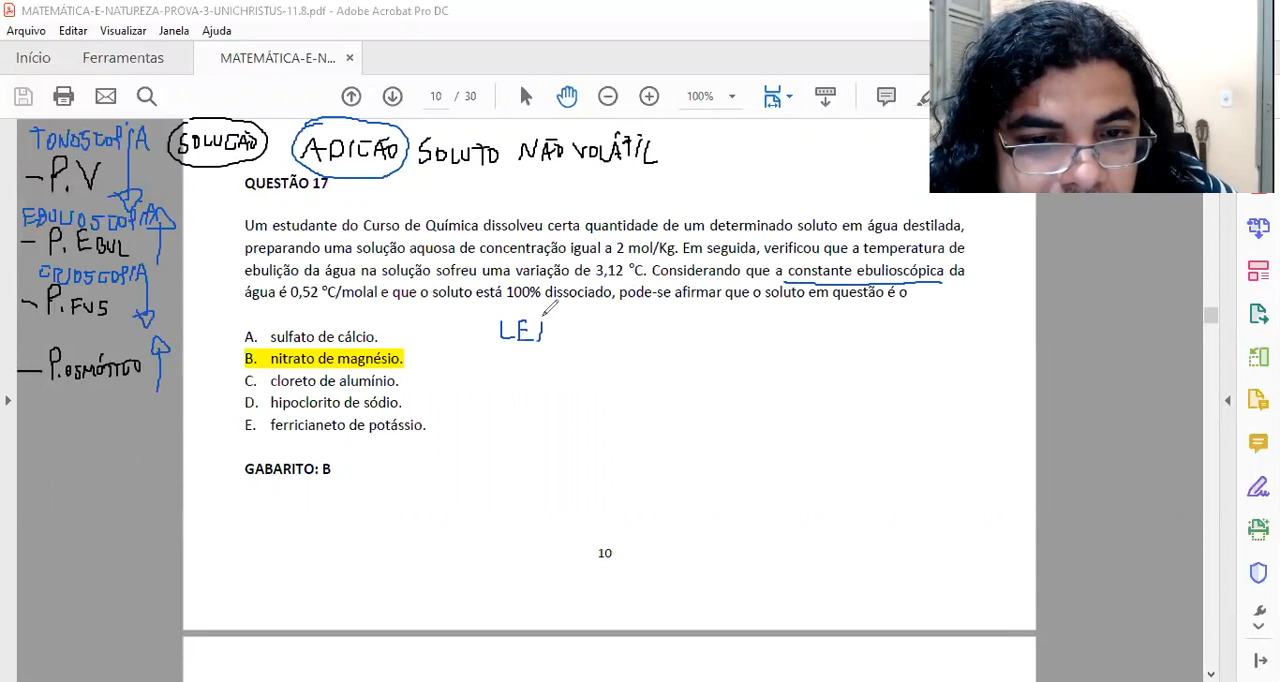 MATEMÁTICA-E-NATUREZA-PROVA-3-UNICHRISTUS-11.8.pdf - Adobe Acrobat Pro DC
Arquivo Editar Visualizar Janela Ajuda
Início Ferramentas MATEMÁTICA-E-N... ×
10 / 30 100%
TONOSCOPIA
– P.V
EBULIOSCOPIA
– P. EBUL
CRIOSCOPIA
– P. FUS
– P. OSMÓTICO
SOLUÇÃO ADIÇÃO SOLUTO NÃO VOLÁTIL
QUESTÃO 17
Um estudante do Curso de Química dissolveu certa quantidade de um determinado soluto em água destilada,
preparando uma solução aquosa de concentração igual a 2 mol/Kg. Em seguida, verificou que a temperatura de
ebulição da água na solução sofreu uma variação de 3,12 °C. Considerando que a constante ebulioscópica da
água é 0,52 °C/molal e que o soluto está 100% dissociado, pode-se afirmar que o soluto em questão é o
LEI
A. sulfato de cálcio.
B. nitrato de magnésio.
C. cloreto de alumínio.
D. hipoclorito de sódio.
E. ferricianeto de potássio.
GABARITO: B
10